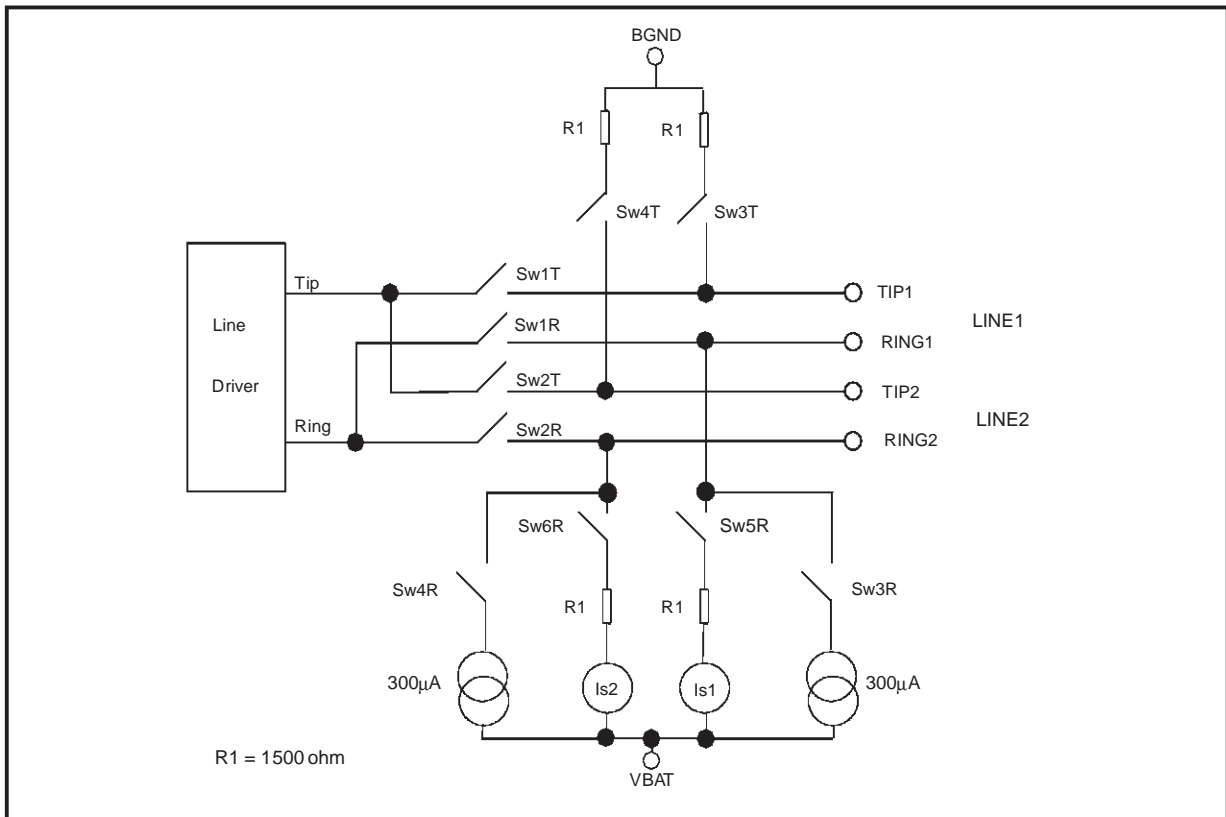 BGND
R1
R1
Sw4T
Sw3T
Sw1T
Tip
TIP1
LINE1
Line
Driver
Sw1R
RING1
Sw2T
TIP2
LINE2
Ring
Sw2R
RING2
Sw6R
Sw5R
Sw4R
Sw3R
R1
R1
300μA
Is2
Is1
300μA
R1 = 1500 ohm
VBAT